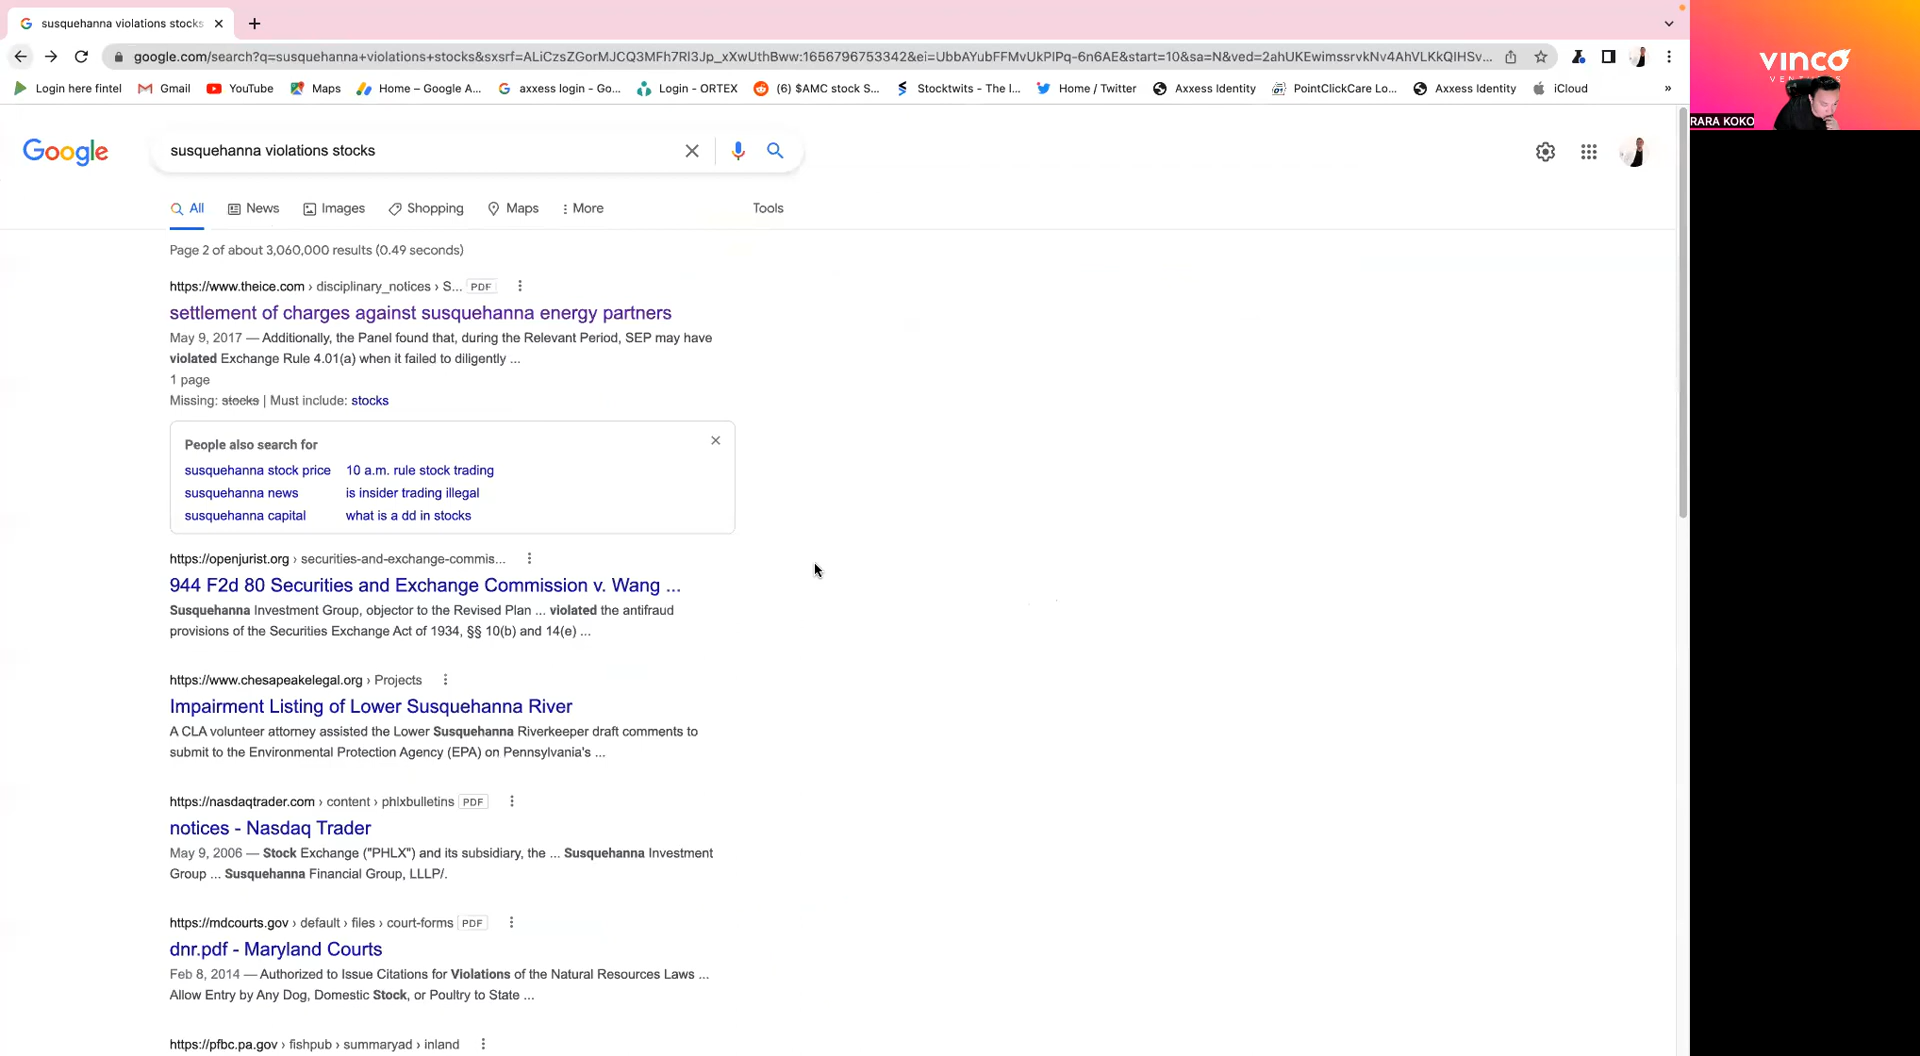 susquehanna violations stocks
google.com/search?q=susquehanna+violations+stocks&sxsrf=ALiCzsZGorMJCQ3MFh7Rl3Jp_xXwUthBww:1656796753342&ei=UbbAYubFFMvUkPIPq-6n6AE&start=10&sa=N&ved=2ahUKEwimssrvkNv4AhVLKkQIHSv...
Login here fintel
Gmail
YouTube
Maps
Home – Google A...
axxess login - Go...
Login - ORTEX
(6) $AMC stock S...
Stocktwits - The l...
Home / Twitter
Axxess Identity
PointClickCare Lo...
Axxess Identity
iCloud
»
vinco
RARA KOKO
Google
susquehanna violations stocks
All
News
Images
Shopping
Maps
More
Tools
Page 2 of about 3,060,000 results (0.49 seconds)
https://www.theice.com › disciplinary_notices › S... PDF
settlement of charges against susquehanna energy partners
May 9, 2017 — Additionally, the Panel found that, during the Relevant Period, SEP may have
violated Exchange Rule 4.01(a) when it failed to diligently ...
1 page
Missing: stocks | Must include: stocks
People also search for
susquehanna stock price 10 a.m. rule stock trading
susquehanna news is insider trading illegal
susquehanna capital what is a dd in stocks
https://openjurist.org › securities-and-exchange-commis...
944 F2d 80 Securities and Exchange Commission v. Wang ...
Susquehanna Investment Group, objector to the Revised Plan ... violated the antifraud
provisions of the Securities Exchange Act of 1934, §§ 10(b) and 14(e) ...
https://www.chesapeakelegal.org › Projects
Impairment Listing of Lower Susquehanna River
A CLA volunteer attorney assisted the Lower Susquehanna Riverkeeper draft comments to
submit to the Environmental Protection Agency (EPA) on Pennsylvania's ...
https://nasdaqtrader.com › content › phlxbulletins PDF
notices - Nasdaq Trader
May 9, 2006 — Stock Exchange ("PHLX") and its subsidiary, the ... Susquehanna Investment
Group ... Susquehanna Financial Group, LLLP/.
https://mdcourts.gov › default › files › court-forms PDF
dnr.pdf - Maryland Courts
Feb 8, 2014 — Authorized to Issue Citations for Violations of the Natural Resources Laws ...
Allow Entry by Any Dog, Domestic Stock, or Poultry to State ...
https://pfbc.pa.gov › fishpub › summaryad › inland